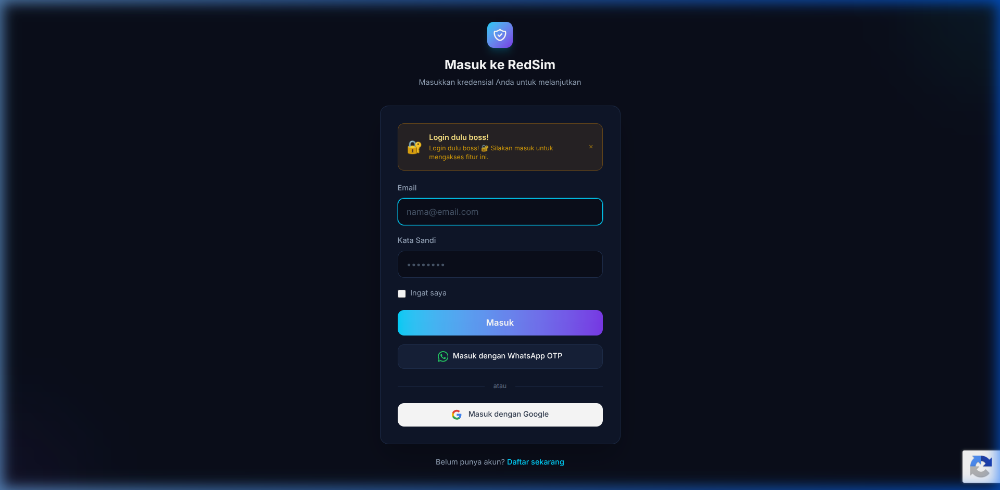 Masuk ke RedSim
Masukkan kredensial Anda untuk melanjutkan
Login dulu boss!
Login dulu boss! 🔐 Silakan masuk untuk
mengakses fitur ini.
×
Email
nama@email.com
Kata Sandi
••••••••
Ingat saya
Masuk
Masuk dengan WhatsApp OTP
atau
Masuk dengan Google
Belum punya akun? Daftar sekarang